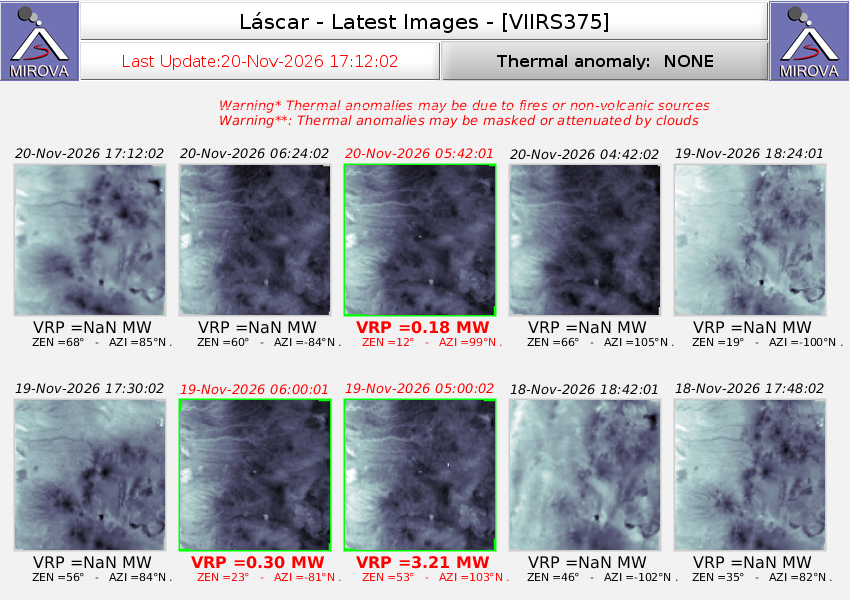 MIROVA
Láscar - Latest Images - [VIIRS375]
MIROVA
Last Update:20-Nov-2026 17:12:02
Thermal anomaly: NONE
Warning* Thermal anomalies may be due to fires or non-volcanic sources
Warning**: Thermal anomalies may be masked or attenuated by clouds
20-Nov-2026 17:12:02
20-Nov-2026 06:24:02
20-Nov-2026 05:42:01
20-Nov-2026 04:42:02
19-Nov-2026 18:24:01
VRP =NaN MW
VRP =NaN MW
VRP =0.18 MW
VRP =NaN MW
VRP =NaN MW
ZEN =68° - AZI =85°N .
ZEN =60° - AZI =-84°N .
ZEN =12° - AZI =99°N .
ZEN =66° - AZI =105°N .
ZEN =19° - AZI =-100°N .
19-Nov-2026 17:30:02
19-Nov-2026 06:00:01
19-Nov-2026 05:00:02
18-Nov-2026 18:42:01
18-Nov-2026 17:48:02
VRP =NaN MW
VRP =0.30 MW
VRP =3.21 MW
VRP =NaN MW
VRP =NaN MW
ZEN =56° - AZI =84°N .
ZEN =23° - AZI =-81°N .
ZEN =53° - AZI =103°N .
ZEN =46° - AZI =-102°N .
ZEN =35° - AZI =82°N .